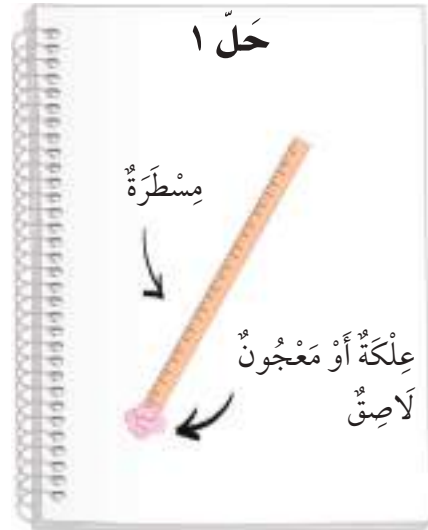 حَلّ ١
مِسْطَرَةٌ
عِلْكَةٌ أَوْ مَعْجُونٌ
لَاصِقٌ